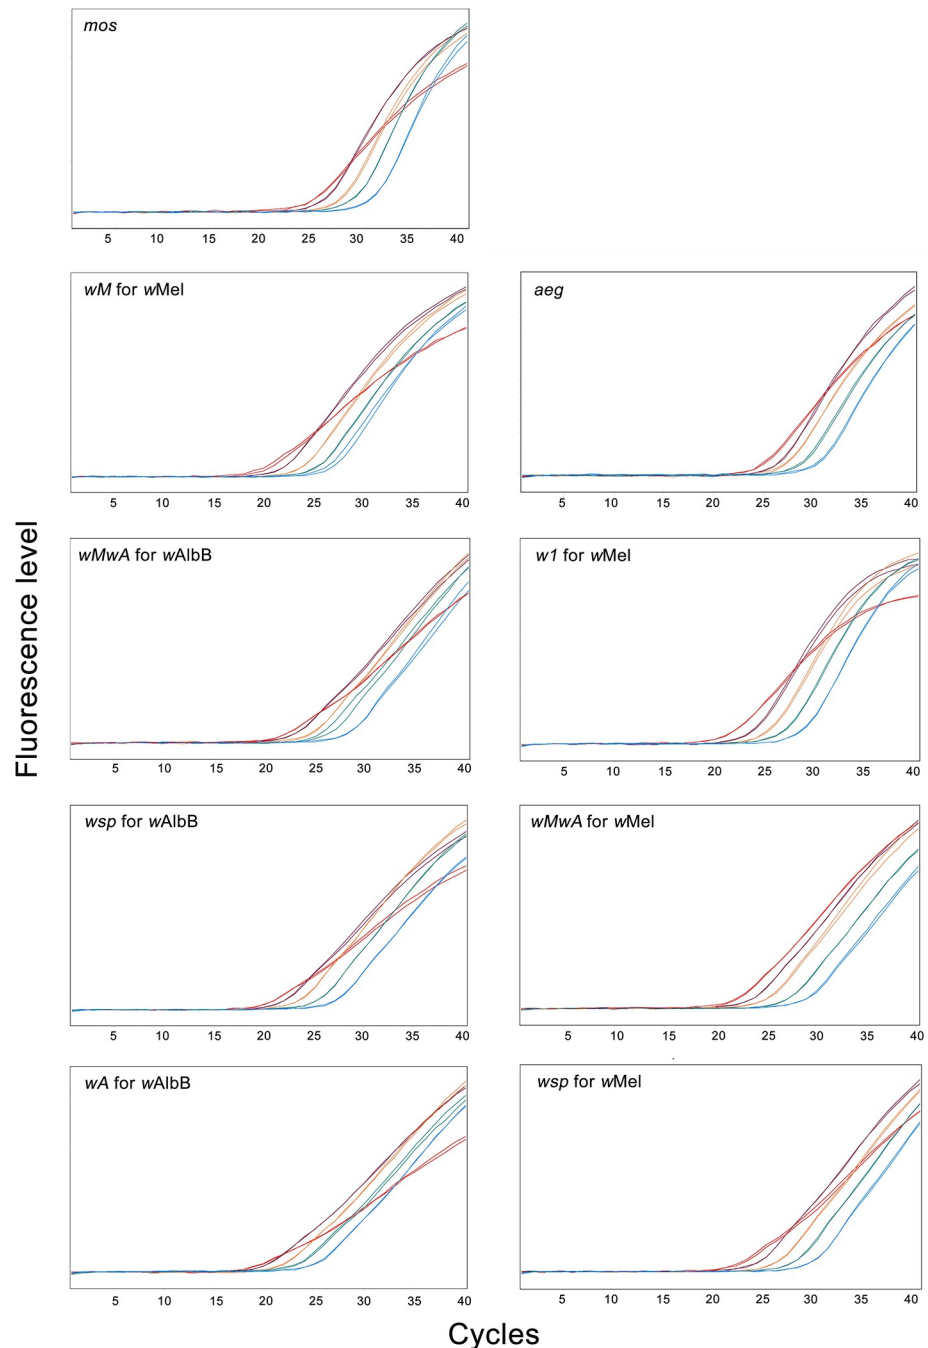 mos
5 10 15 20 25 30 35 40
wM for wMel
5 10 15 20 25 30 35 40
aeg
5 10 15 20 25 30 35 40
wMwA for wAlbB
5 10 15 20 25 30 35 40
w1 for wMel
5 10 15 20 25 30 35 40
wsp for wAlbB
5 10 15 20 25 30 35 40
wMwA for wMel
5 10 15 20 25 30 35 40
wA for wAlbB
5 10 15 20 25 30 35 40
wsp for wMel
5 10 15 20 25 30 35 40
Fluorescence level
Cycles